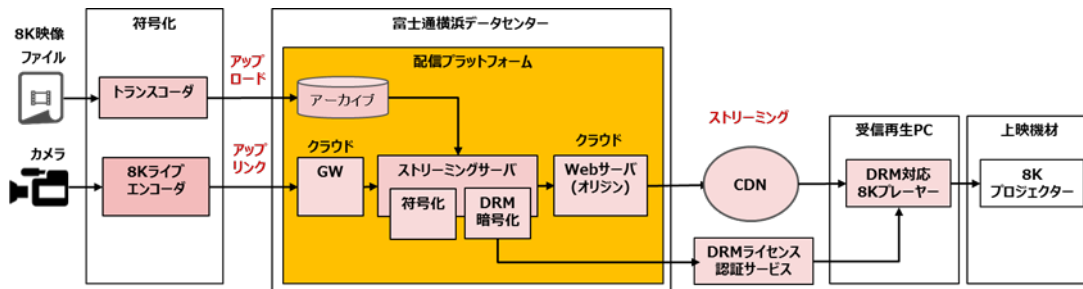 8K映像
ファイル
カメラ
符号化
トランスコーダ
8Kライブ
エンコーダ
アップ
ロード
アップ
リンク
富士通横浜データセンター
配信プラットフォーム
アーカイブ
クラウド
GW
ストリーミングサーバ
符号化
DRM
暗号化
クラウド
Webサーバ
(オリジン)
ストリーミング
CDN
DRMライセンス
認証サービス
受信再生PC
DRM対応
8Kプレーヤー
上映機材
8K
プロジェクター